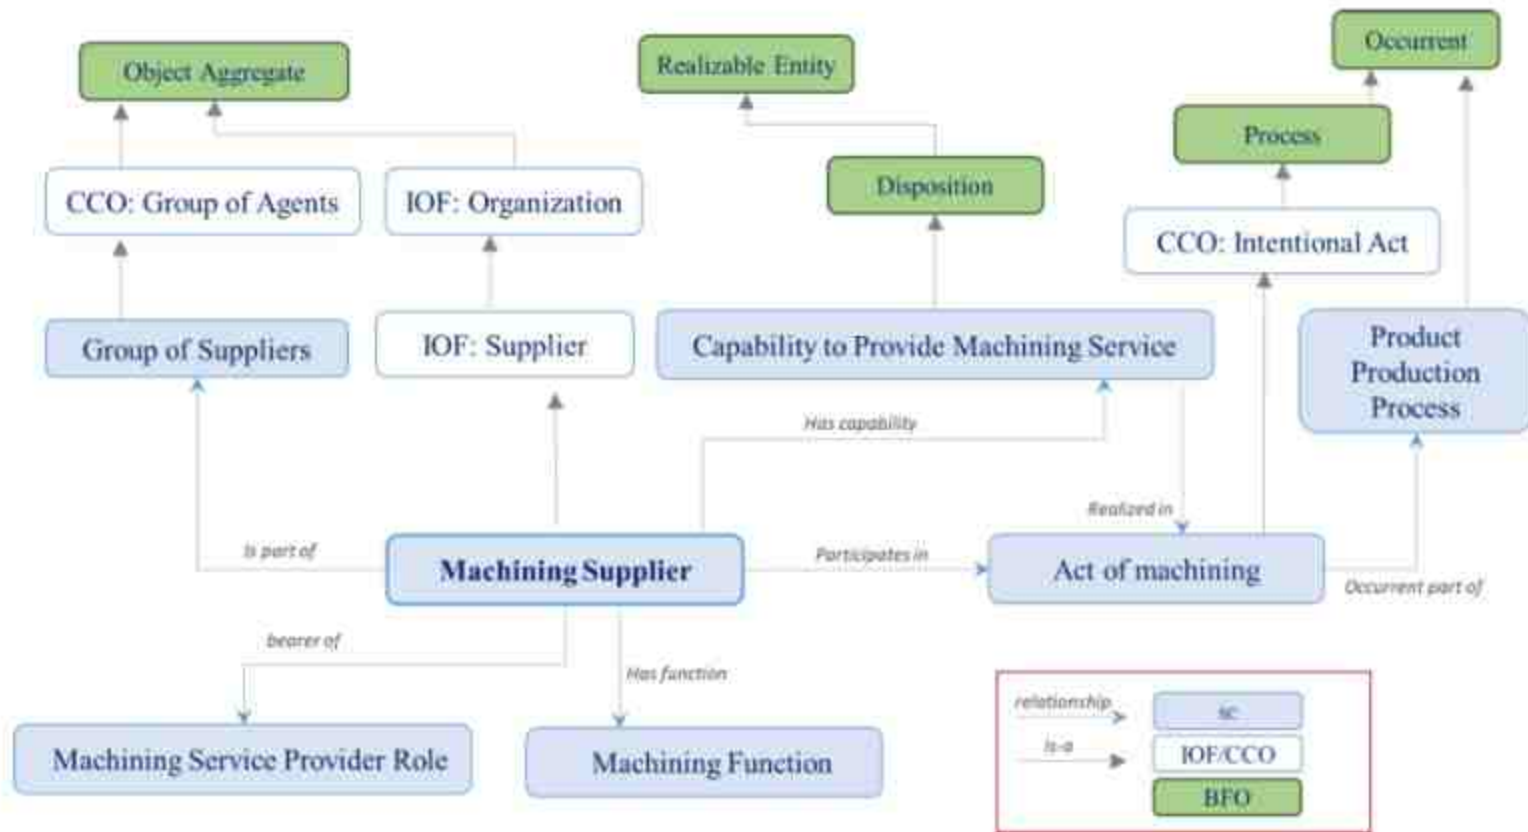 Occurrent
Object Aggregate
Realizable Entity
Process
Disposition
CCO: Group of Agents
IOF: Organization
CCO: Intentional Act
Group of Suppliers
IOF: Supplier
Capability to Provide Machining Service
Product
Production
Process
Has capability
Realized in
Is part of
Machining Supplier
Participates in
Act of machining
Occurrent part of
bearer of
Has function
Machining Service Provider Role
Machining Function
relationship
sc
is-a
IOF/CCO
BFO